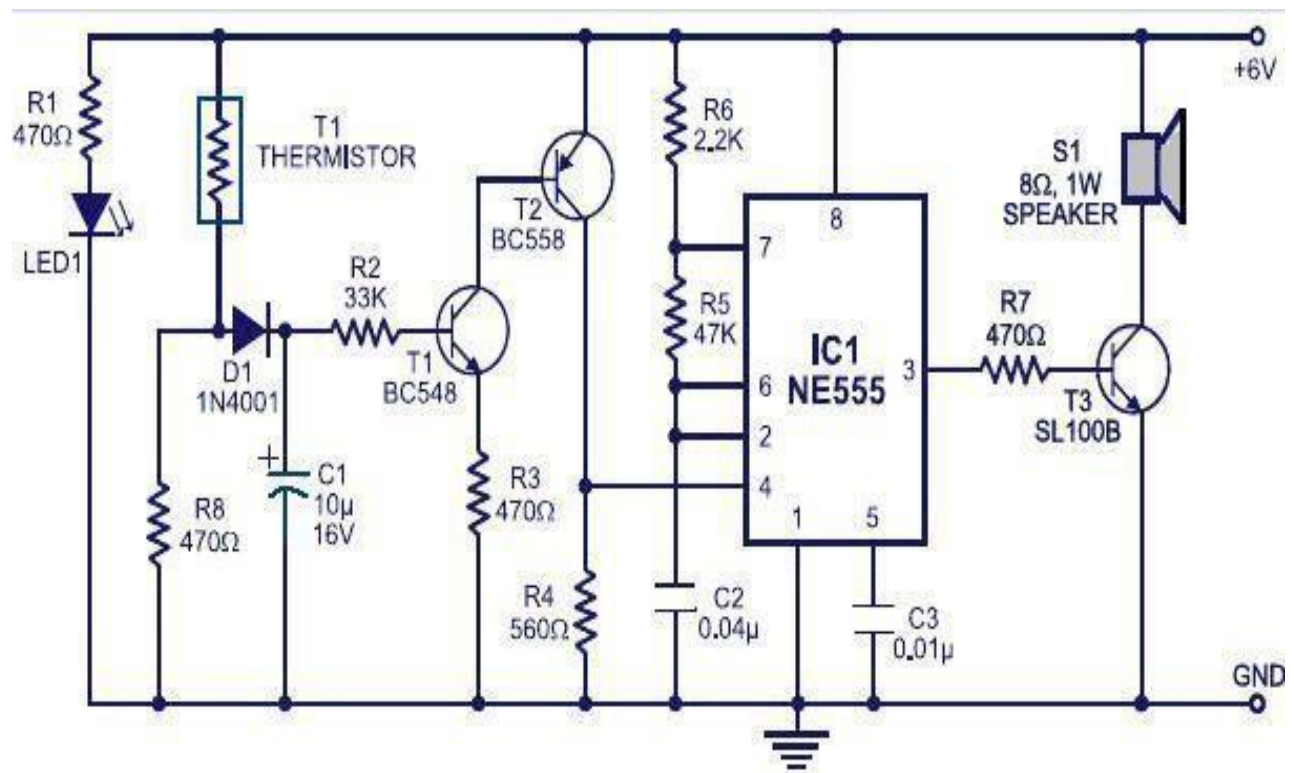 +6V
R1
470Ω
LED1
T1
THERMISTOR
T2
BC558
R6
2.2K
S1
8Ω, 1W
SPEAKER
8
7
R2
33K
R5
47K
R7
470Ω
IC1
NE555
3
D1
1N4001
T1
BC548
6
T3
SL100B
2
+
C1
10µ
16V
R3
470Ω
4
R8
470Ω
1
5
R4
560Ω
C2
0.04µ
C3
0.01µ
GND